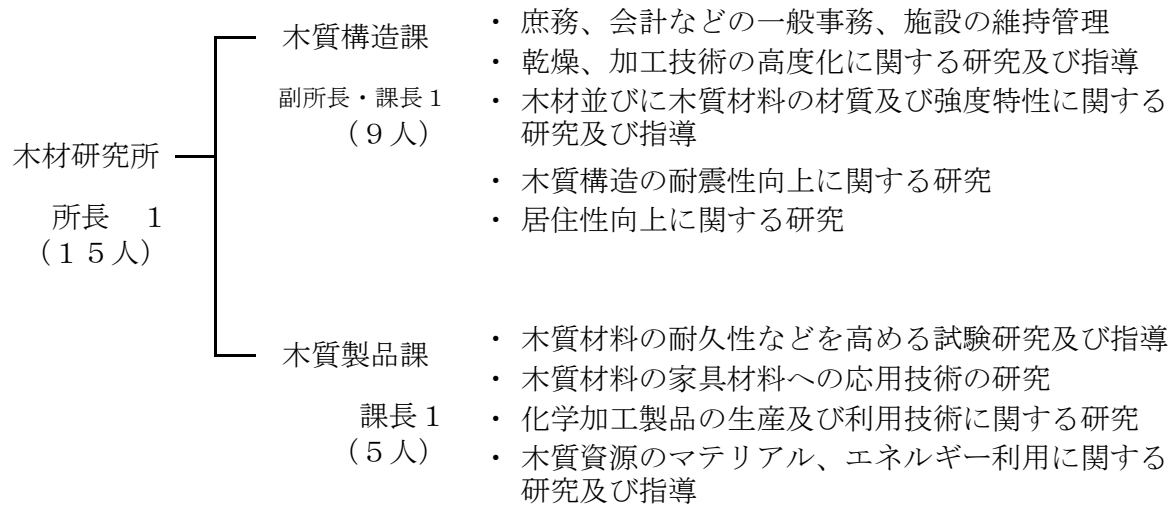 木材研究所
所長　1
（15人）
木質構造課
副所長・課長１
（９人）
・ 庶務、会計などの一般事務、施設の維持管理
・ 乾燥、加工技術の高度化に関する研究及び指導
・ 木材並びに木質材料の材質及び強度特性に関する
研究及び指導
・ 木質構造の耐震性向上に関する研究
・ 居住性向上に関する研究
木質製品課
課長１
（５人）
・ 木質材料の耐久性などを高める試験研究及び指導
・ 木質材料の家具材料への応用技術の研究
・ 化学加工製品の生産及び利用技術に関する研究
・ 木質資源のマテリアル、エネルギー利用に関する
研究及び指導